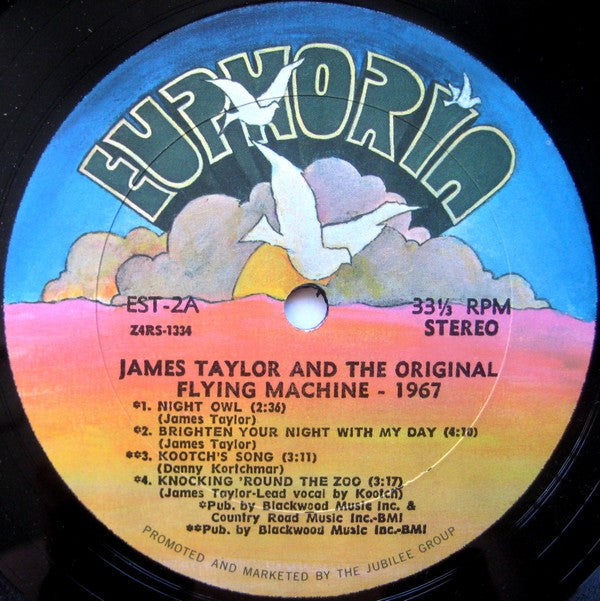 EUPHORIA
EST-2A
33⅓ RPM
Z4RS-1334
STEREO
JAMES TAYLOR AND THE ORIGINAL
FLYING MACHINE - 1967
*1. NIGHT OWL (2:36)
(James Taylor)
*2. BRIGHTEN YOUR NIGHT WITH MY DAY (4:10)
(James Taylor)
**3. KOOTCH'S SONG (3:11)
(Danny Kortchmar)
*4. KNOCKING 'ROUND THE ZOO (3:17)
(James Taylor-Lead vocal by Kootch)
*Pub. by Blackwood Music Inc. &
Country Road Music Inc.-BMI
**Pub. by Blackwood Music Inc.-BMI
PROMOTED AND MARKETED BY THE JUBILEE GROUP